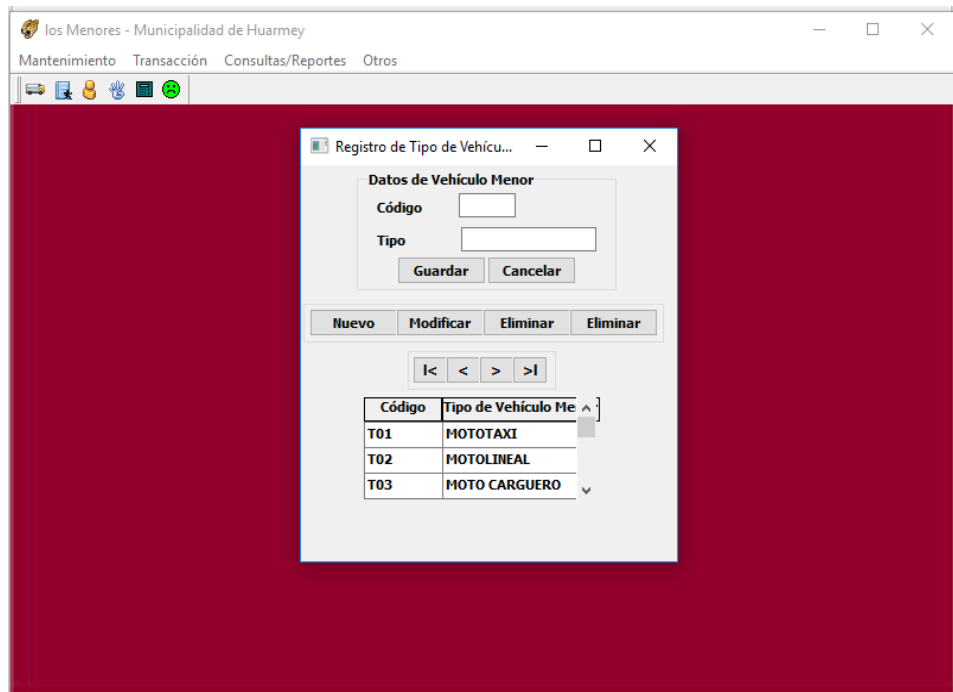 los Menores - Municipalidad de Huarmey
Mantenimiento Transacción Consultas/Reportes Otros
Registro de Tipo de Vehícu...
Datos de Vehículo Menor
Código
Tipo
Guardar Cancelar
Nuevo Modificar Eliminar Eliminar
I< < > >I
Código Tipo de Vehículo Me
T01 MOTOTAXI
T02 MOTOLINEAL
T03 MOTO CARGUERO